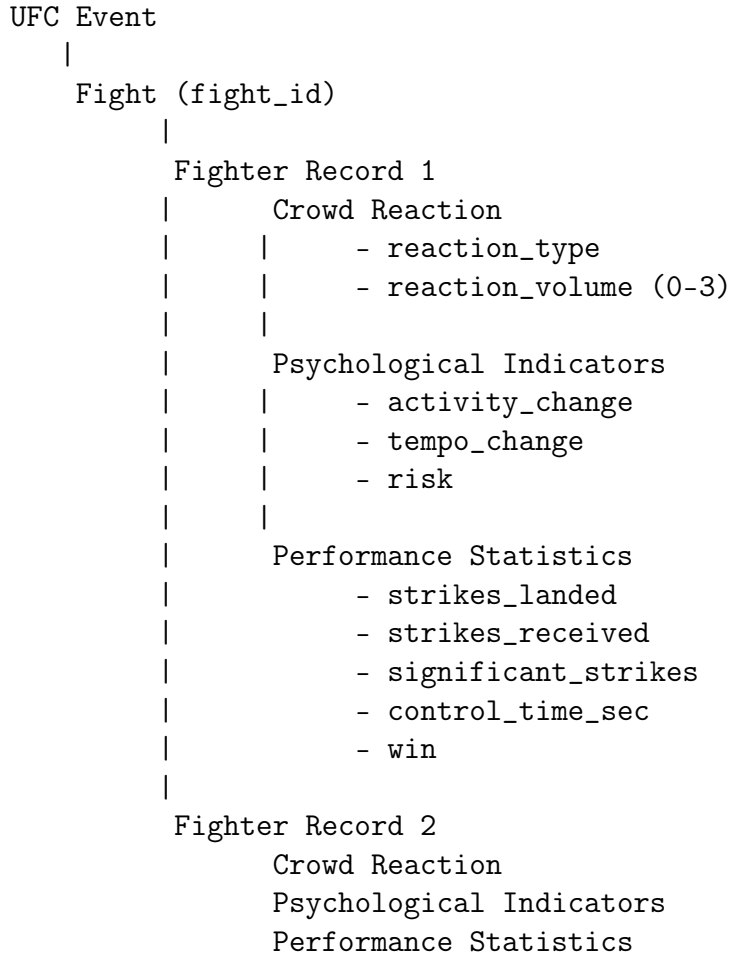 UFC Event
|
Fight (fight_id)
|
Fighter Record 1
| Crowd Reaction
| | - reaction_type
| | - reaction_volume (0-3)
| |
| Psychological Indicators
| | - activity_change
| | - tempo_change
| | - risk
| |
| Performance Statistics
| - strikes_landed
| - strikes_received
| - significant_strikes
| - control_time_sec
| - win
|
Fighter Record 2
Crowd Reaction
Psychological Indicators
Performance Statistics